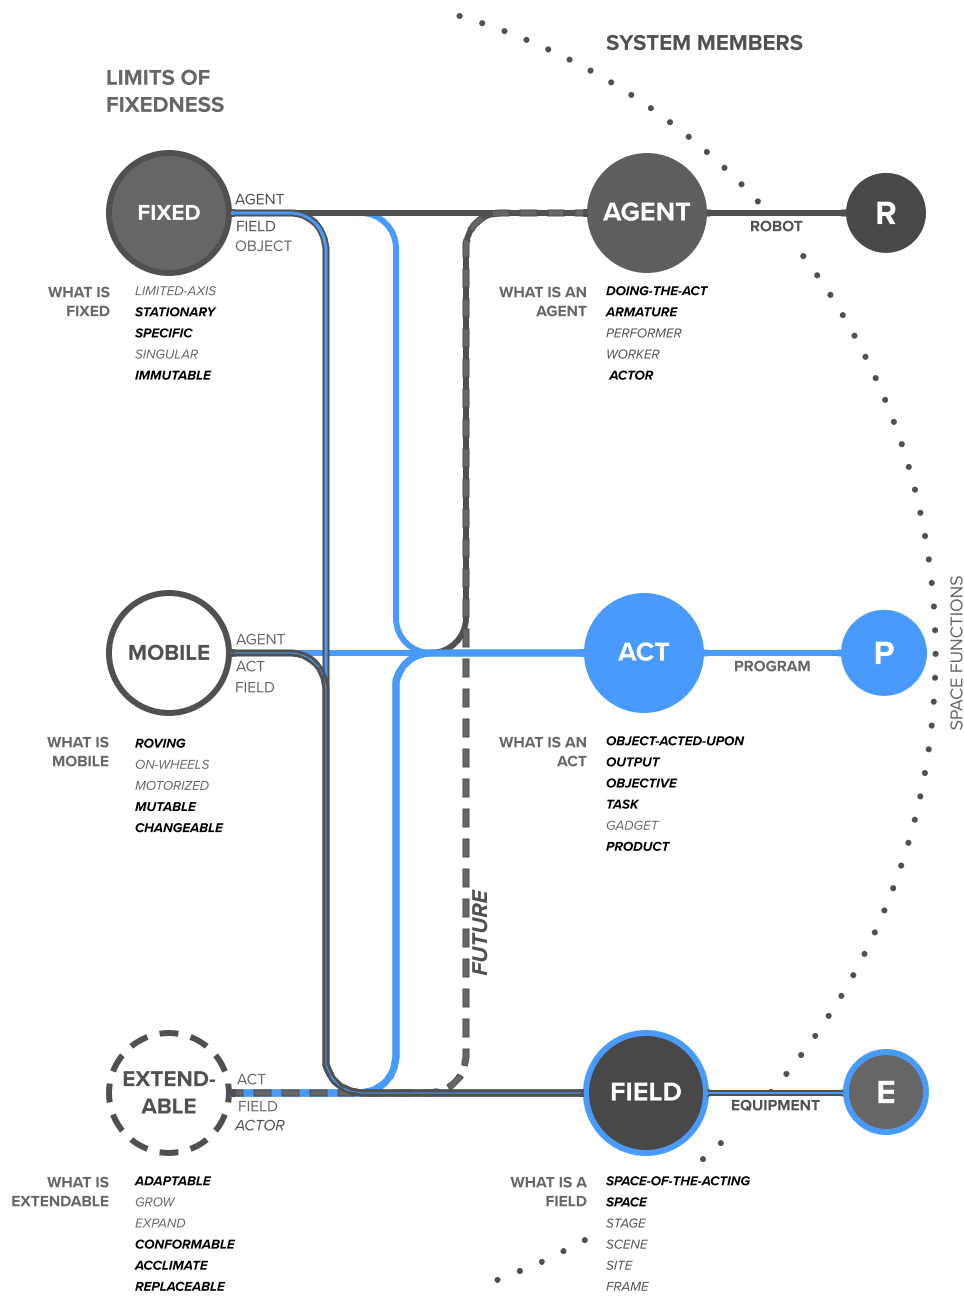 SYSTEM MEMBERS
LIMITS OF
FIXEDNESS
FIXED
AGENT
FIELD
OBJECT
AGENT
ROBOT
R
WHAT IS
FIXED
LIMITED-AXIS
STATIONARY
SPECIFIC
SINGULAR
IMMUTABLE
WHAT IS AN
AGENT
DOING-THE-ACT
ARMATURE
PERFORMER
WORKER
ACTOR
MOBILE
AGENT
ACT
FIELD
ACT
PROGRAM
P
SPACE FUNCTIONS
WHAT IS
MOBILE
ROVING
ON-WHEELS
MOTORIZED
MUTABLE
CHANGEABLE
WHAT IS AN
ACT
OBJECT-ACTED-UPON
OUTPUT
OBJECTIVE
TASK
GADGET
PRODUCT
FUTURE
EXTEND-
ABLE
ACT
FIELD
ACTOR
FIELD
EQUIPMENT
E
WHAT IS
EXTENDABLE
ADAPTABLE
GROW
EXPAND
CONFORMABLE
ACCLIMATE
REPLACEABLE
WHAT IS A
FIELD
SPACE-OF-THE-ACTING
SPACE
STAGE
SCENE
SITE
FRAME